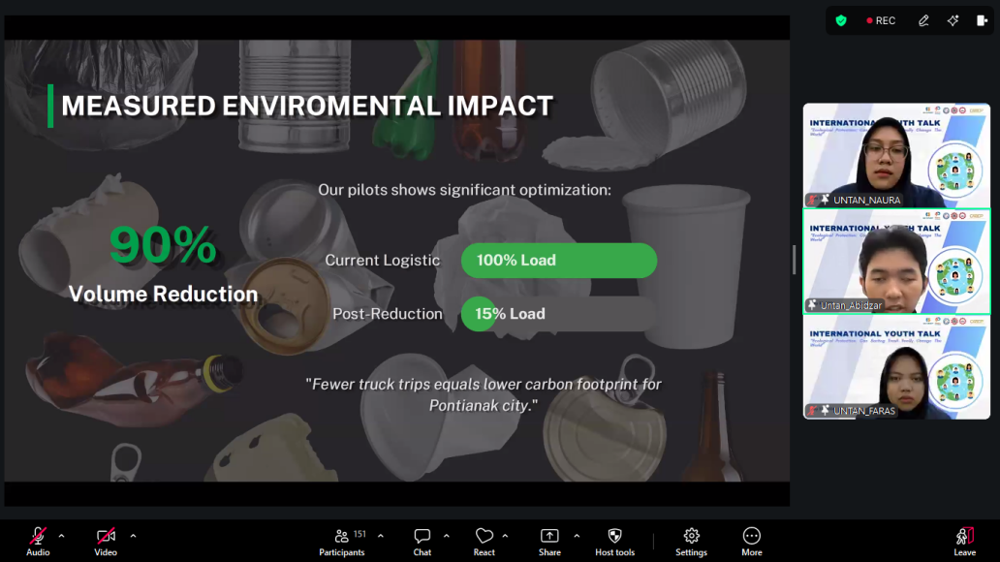 REC
MEASURED ENVIROMENTAL IMPACT
Our pilots shows significant optimization:
90%
Volume Reduction
Current Logistic
100% Load
Post-Reduction
15% Load
"Fewer truck trips equals lower carbon footprint for
Pontianak city."
INTERNATIONAL YOUTH TALK
UNTAN_NAURA
INTERNATIONAL YOUTH TALK
Untan_Abidzar
INTERNATIONAL YOUTH TALK
UNTAN_FARAS
Audio
Video
Participants
151
Chat
React
Share
Host tools
Settings
More
Leave